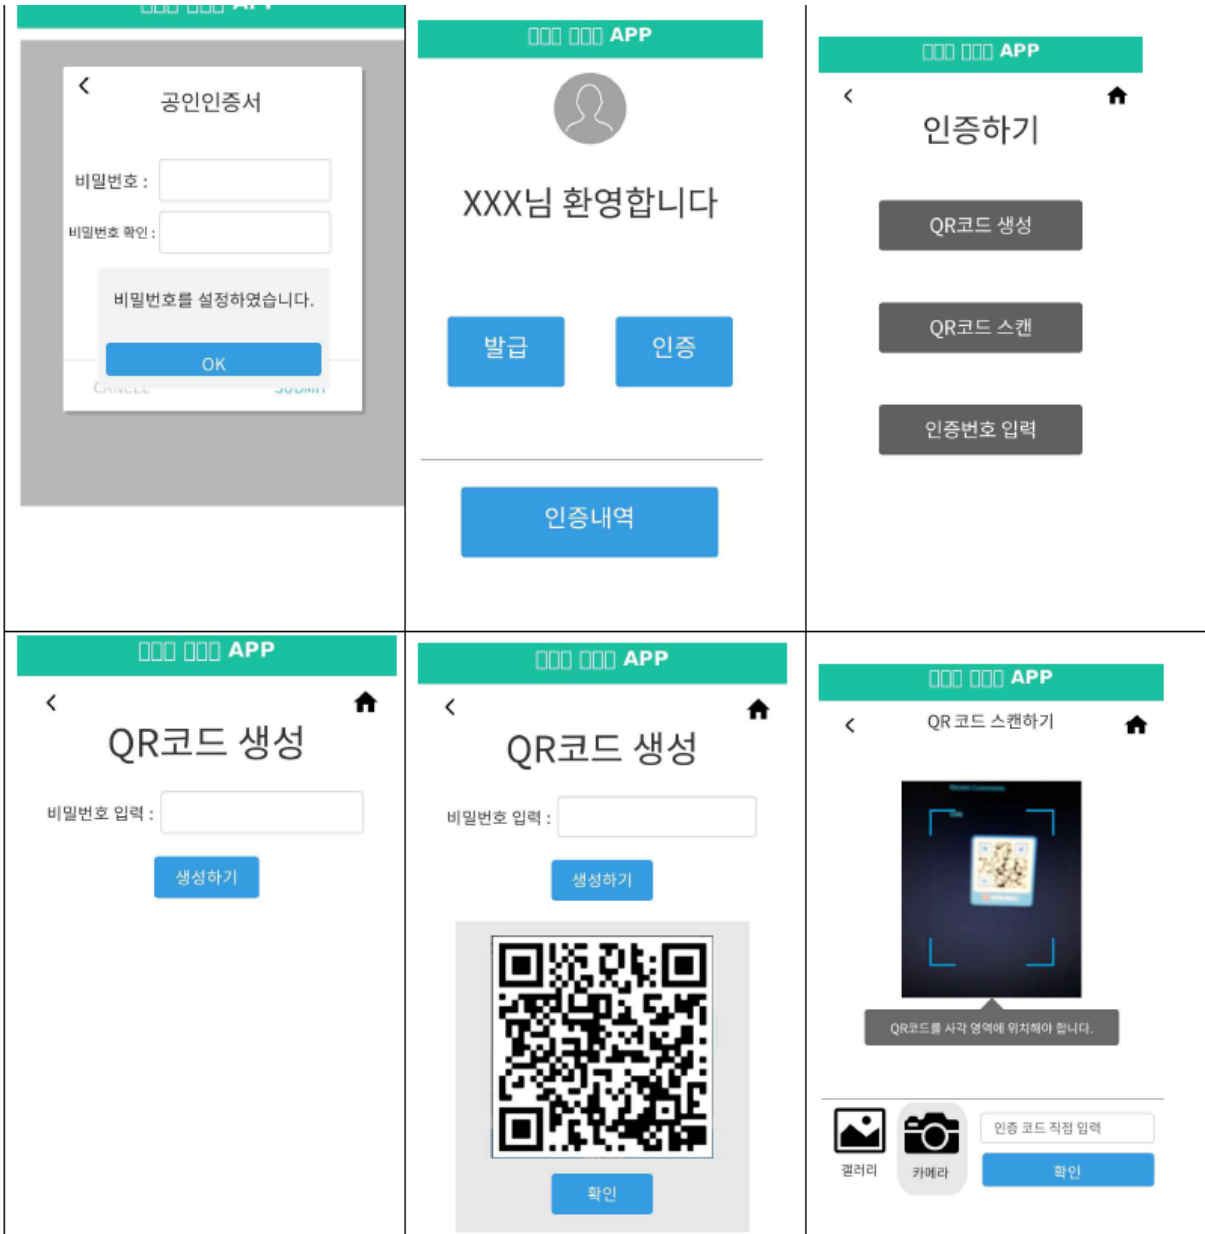 APP
공인인증서
비밀번호 :
비밀번호 확인 :
비밀번호를 설정하였습니다.
OK
CANCEL
SUBMIT
APP
XXX님 환영합니다
발급
인증
인증내역
APP
인증하기
QR코드 생성
QR코드 스캔
인증번호 입력
APP
QR코드 생성
비밀번호 입력 :
생성하기
APP
QR코드 생성
비밀번호 입력 :
생성하기
확인
APP
QR 코드 스캔하기
Recent Comments
QR코드를 사각 영역에 위치해야 합니다.
갤러리
카메라
인증 코드 직접 입력
확인